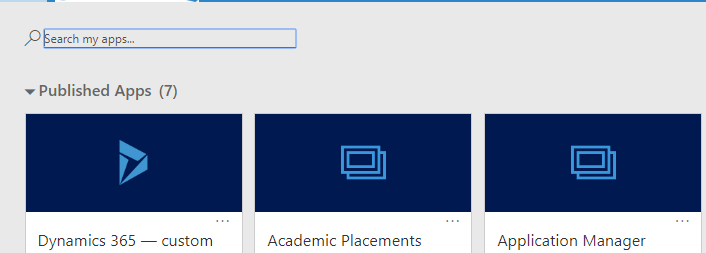 Search my apps...
Published Apps (7)
... ... ...
Dynamics 365 — custom Academic Placements Application Manager